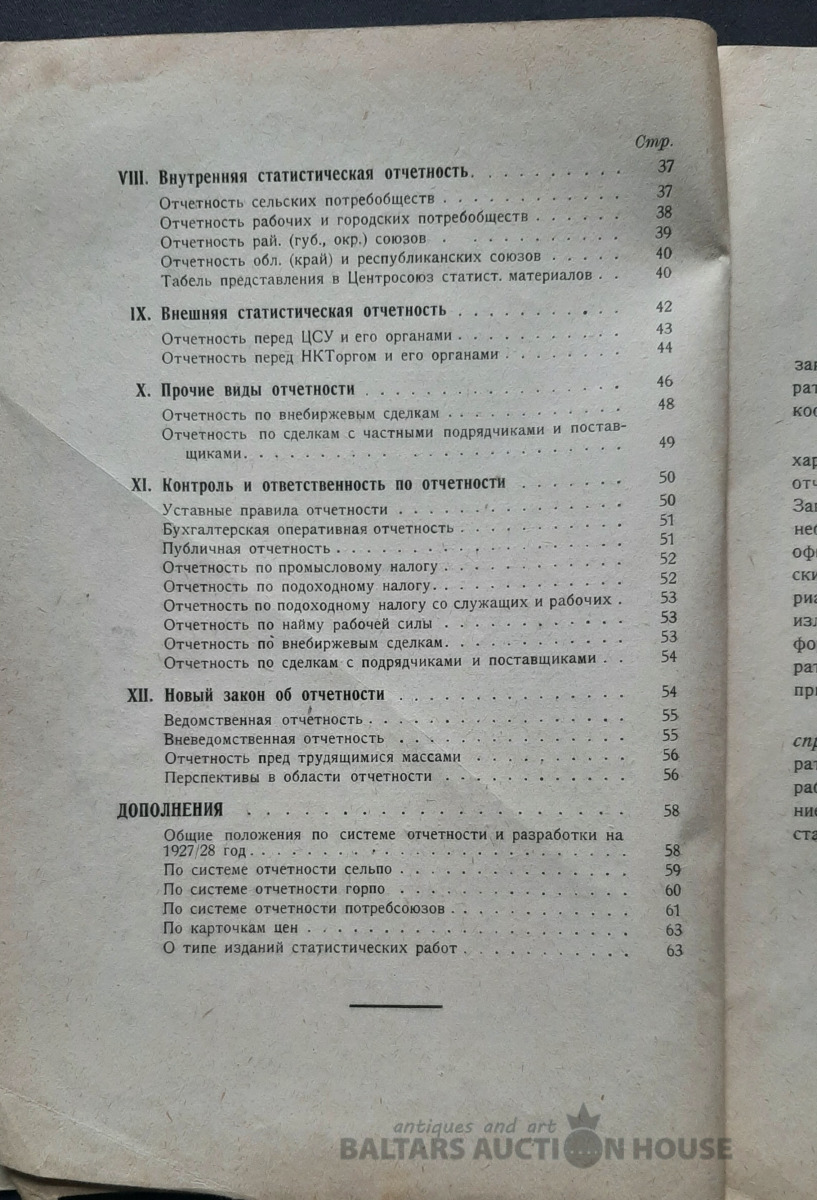 Стр.
VIII. Внутренняя статистическая отчетность. . . . . . . . . . 37
Отчетность сельских потребобществ . . . . . . . . . . . . 37
Отчетность рабочих и городских потребобществ . . . . . . 38
Отчетность рай. (губ., окр.) союзов . . . . . . . . . . . 39
Отчетность обл. (край) и республиканских союзов . . . . . 40
Табель представления в Центросоюз статист. материалов . . 40
IX. Внешняя статистическая отчетность . . . . . . . . . . . 42
Отчетность перед ЦСУ и его органами . . . . . . . . . . . 43
Отчетность перед НКТоргом и его органами . . . . . . . . 44
X. Прочие виды отчетности . . . . . . . . . . . . . . . . 46
Отчетность по внебиржевым сделкам . . . . . . . . . . . . 48
Отчетность по сделкам с частными подрядчиками и постав-
щиками. . . . . . . . . . . . . . . . . . . . . . 49
XI. Контроль и ответственность по отчетности . . . . . . . 50
Уставные правила отчетности . . . . . . . . . . . . . . . 50
Бухгалтерская оперативная отчетность . . . . . . . . . . . 51
Публичная отчетность . . . . . . . . . . . . . . . . . . 51
Отчетность по промысловому налогу . . . . . . . . . . . . 52
Отчетность по подоходному налогу. . . . . . . . . . . . . 52
Отчетность по подоходному налогу со служащих и рабочих . 53
Отчетность по найму рабочей силы . . . . . . . . . . . . 53
Отчетность по внебиржевым сделкам. . . . . . . . . . . . 53
Отчетность по сделкам с подрядчиками и поставщиками . . 54
XII. Новый закон об отчетности . . . . . . . . . . . . . . 54
Ведомственная отчетность . . . . . . . . . . . . . . . . 55
Вневедомственная отчетность . . . . . . . . . . . . . . . 55
Отчетность пред трудящимися массами . . . . . . . . . . 56
Перспективы в области отчетности . . . . . . . . . . . . 56
ДОПОЛНЕНИЯ . . . . . . . . . . . . . . . . . . . . 58
Общие положения по системе отчетности и разработки на
1927/28 год . . . . . . . . . . . . . . . . . . . . . . 58
По системе отчетности сельпо . . . . . . . . . . . . . . 59
По системе отчетности горпо . . . . . . . . . . . . . . 60
По системе отчетности потребсоюзов . . . . . . . . . . . 61
По карточкам цен . . . . . . . . . . . . . . . . . . . 63
О типе изданий статистических работ . . . . . . . . . . . 63
antiques and art
BALTARS AUCTION HOUSE